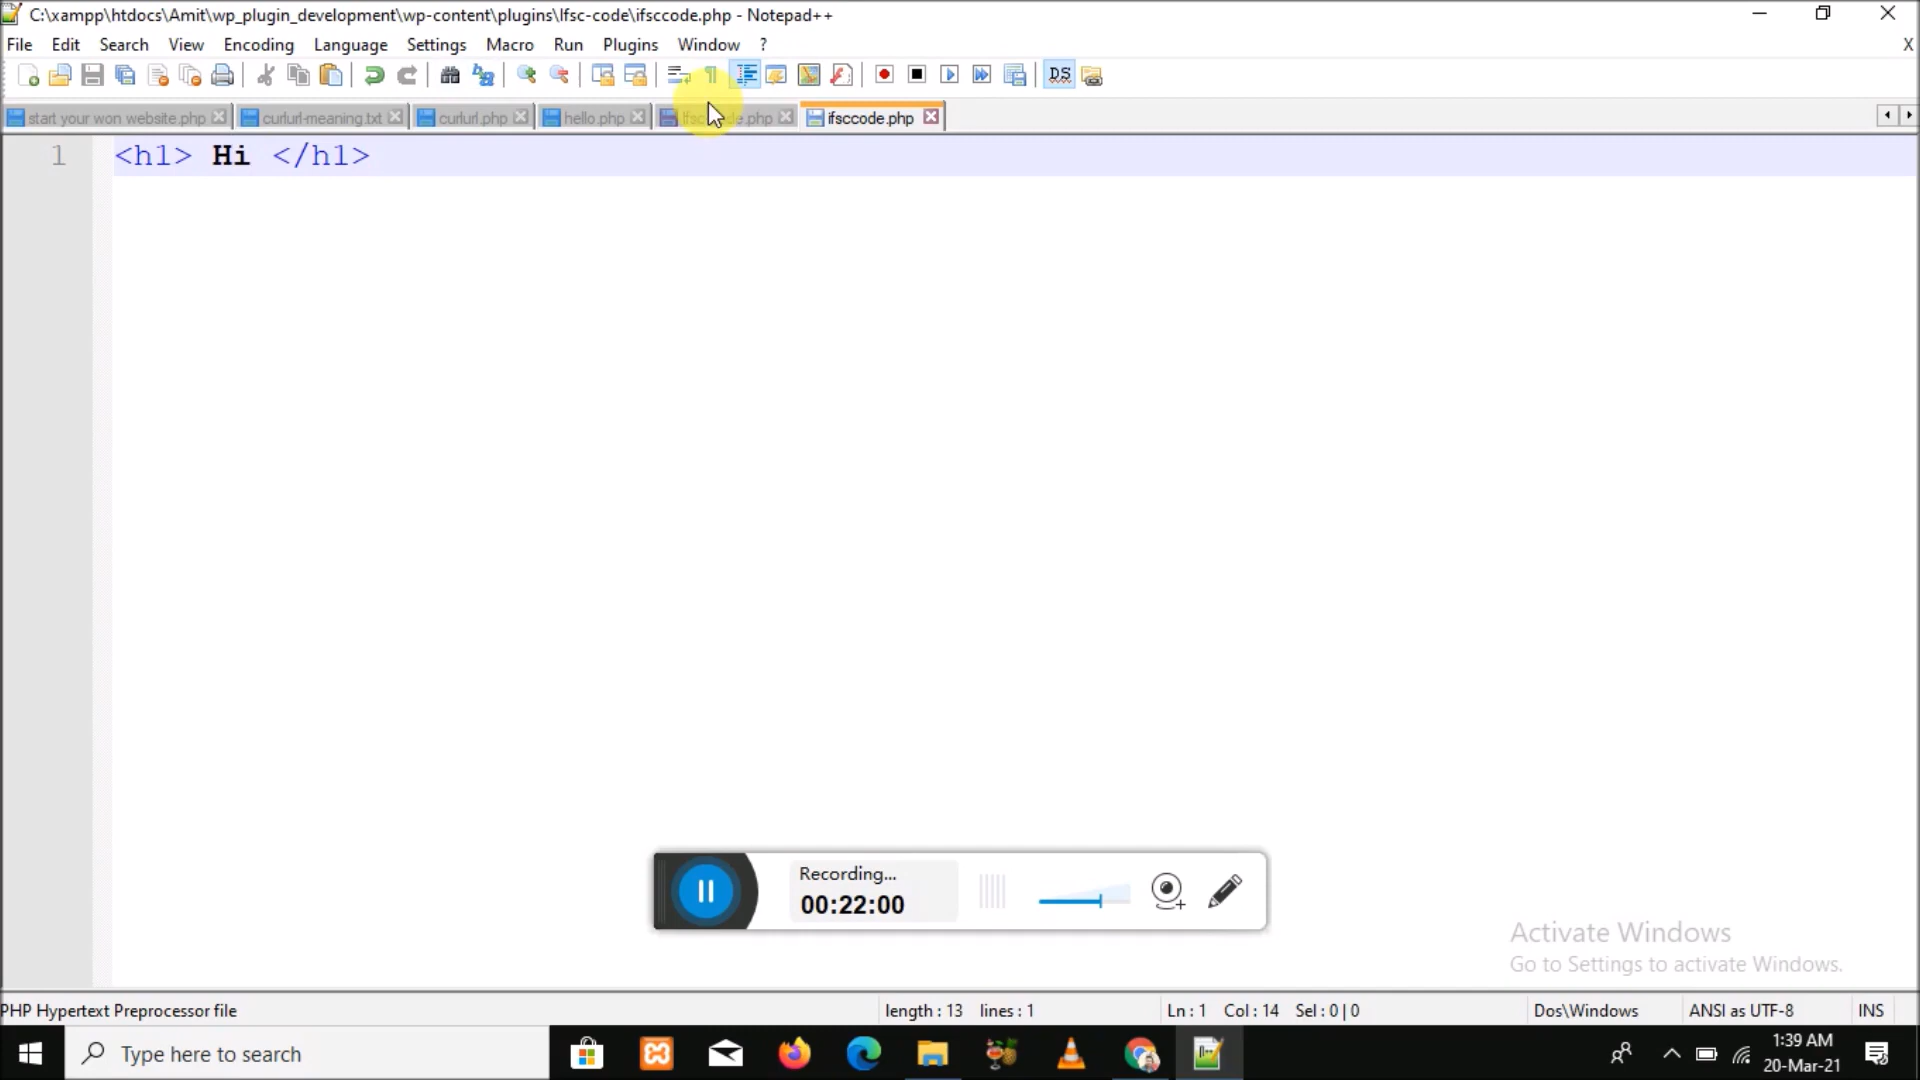 C:\xampp\htdocs\Amit\wp_plugin_development\wp-content\plugins\Ifsc-code\ifsccode.php - Notepad++
File Edit Search View Encoding Language Settings Macro Run Plugins Window ?
X
DS
start your won website.php curlurl-meaning.txt curlurl.php hello.php ifsccode.php
1 <h1> Hi </h1>
Recording...
00:22:00
Activate Windows
Go to Settings to activate Windows.
PHP Hypertext Preprocessor file length : 13 lines : 1 Ln : 1 Col : 14 Sel : 0 | 0 Dos\Windows ANSI as UTF-8 INS
Type here to search
1:39 AM
20-Mar-21